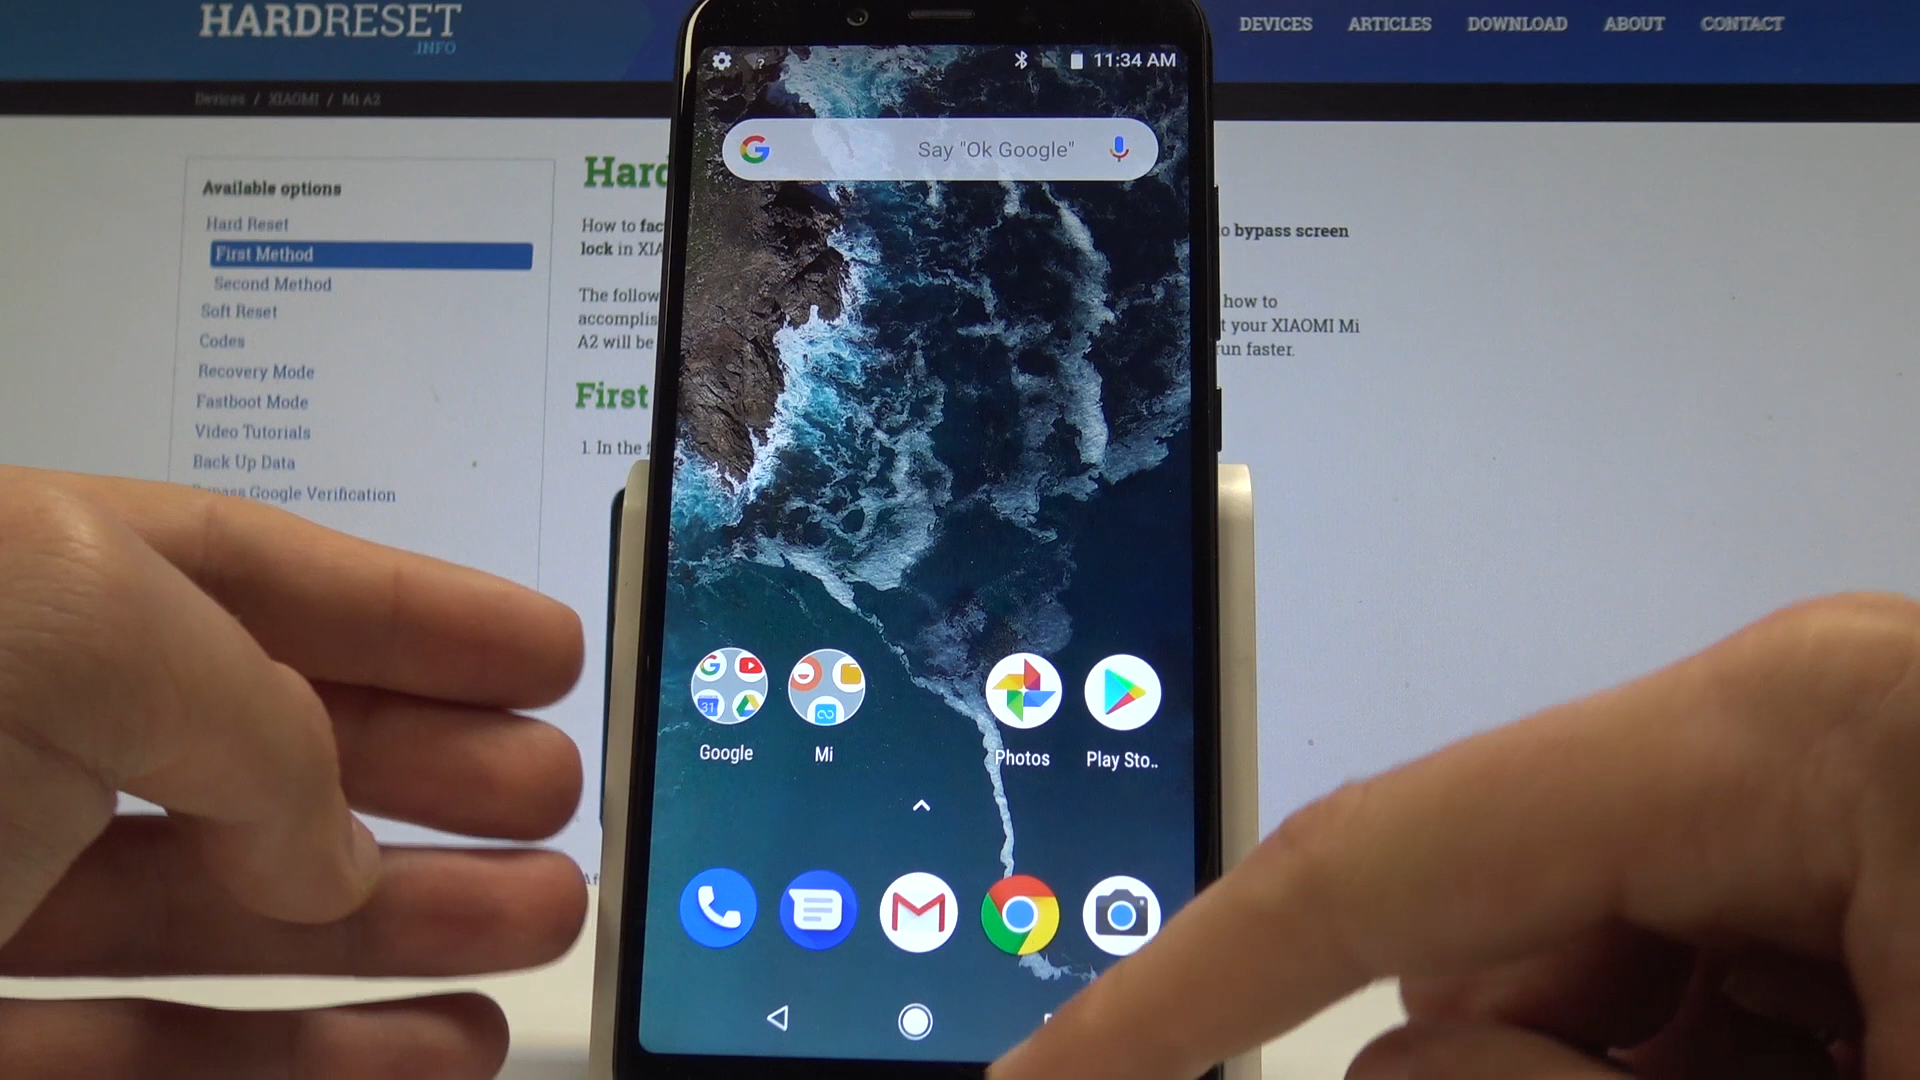 HARDRESET
.INFO
DEVICES ARTICLES DOWNLOAD ABOUT CONTACT
Devices / XIAOMI / Mi A2
11:34 AM
Say "Ok Google"
Available options
Hard Reset
First Method
Second Method
Soft Reset
Codes
Recovery Mode
Fastboot Mode
Video Tutorials
Back Up Data
Google Verification
How to
bypass screen
lock in
The
how to
your XIAOMI Mi
A2 will be
run faster.
First
1. In the
31
Google
Mi
Photos
Play Sto..